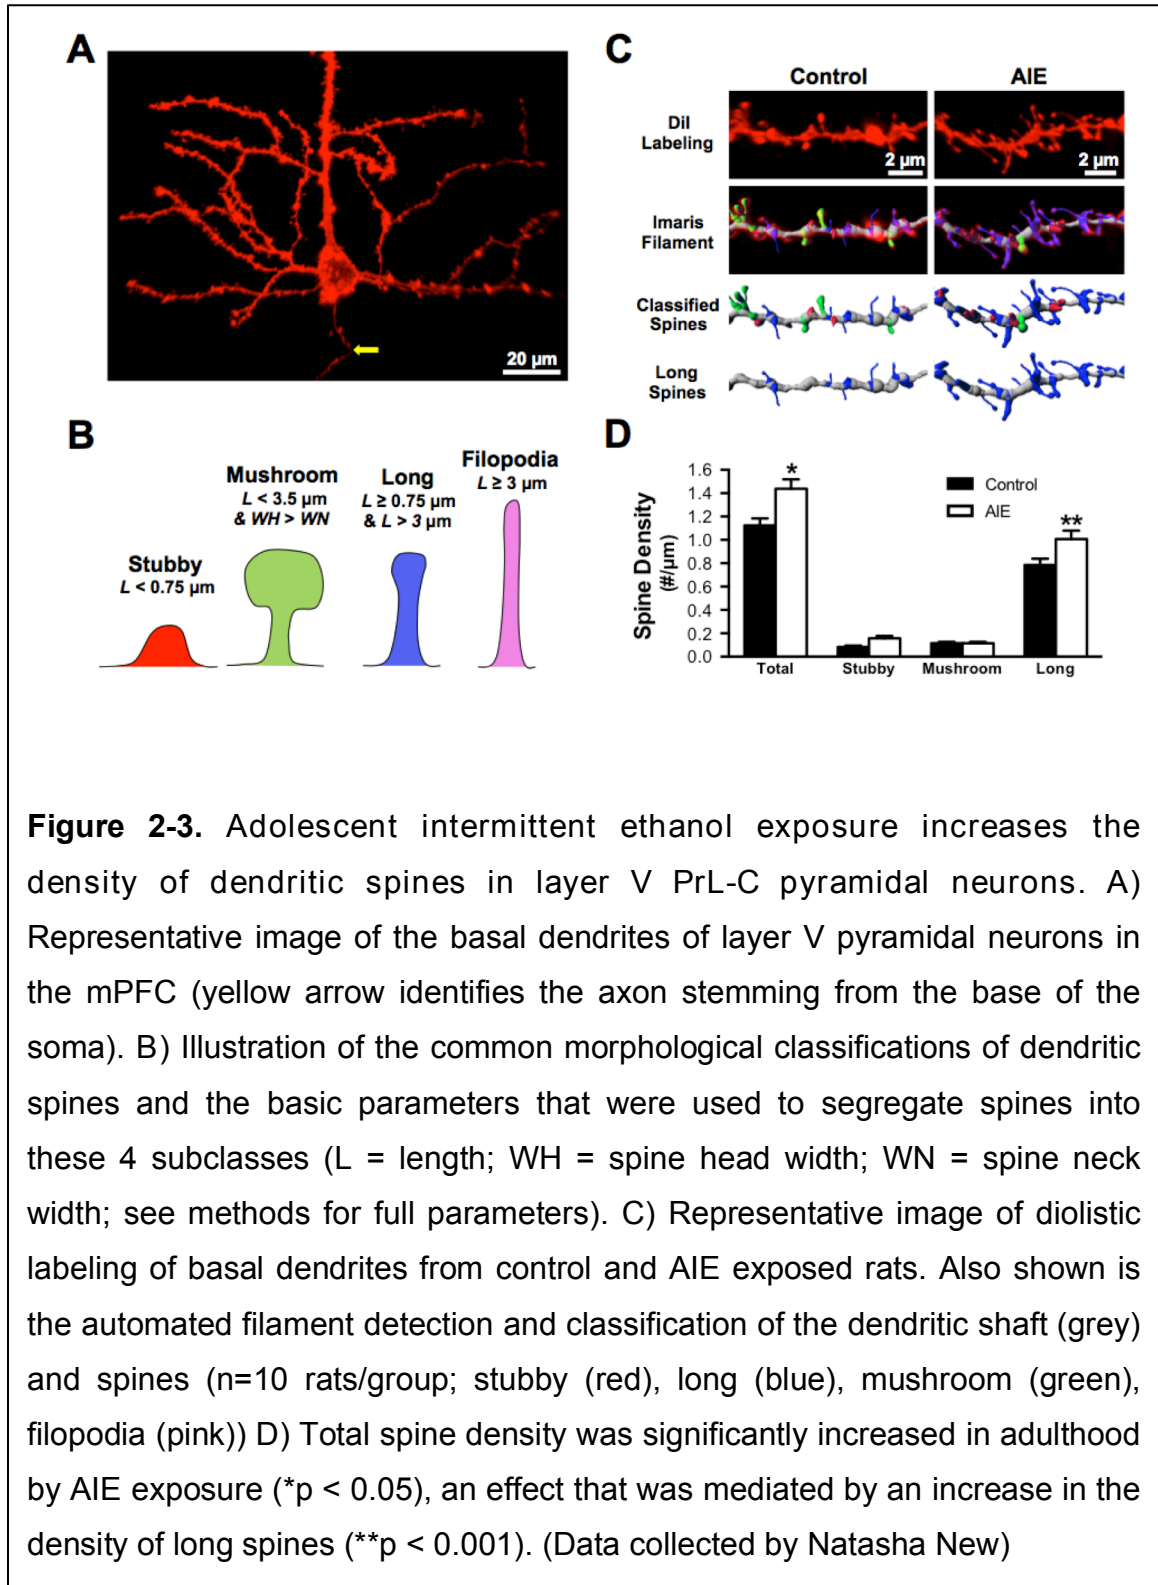 A
20 µm
B
Stubby
L < 0.75 µm
Mushroom
L < 3.5 µm
& WH > WN
Long
L ≥ 0.75 µm
& L > 3 µm
Filopodia
L ≥ 3 µm
C
Control
AIE
DiI
Labeling
2 µm
2 µm
Imaris
Filament
Classified
Spines
Long
Spines
D
Spine Density
(#/µm)
1.6
1.4
1.2
1.0
0.8
0.6
0.4
0.2
0.0
*
**
Control
AIE
Total
Stubby
Mushroom
Long
Figure 2-3. Adolescent intermittent ethanol exposure increases the
density of dendritic spines in layer V PrL-C pyramidal neurons. A)
Representative image of the basal dendrites of layer V pyramidal neurons in
the mPFC (yellow arrow identifies the axon stemming from the base of the
soma). B) Illustration of the common morphological classifications of dendritic
spines and the basic parameters that were used to segregate spines into
these 4 subclasses (L = length; WH = spine head width; WN = spine neck
width; see methods for full parameters). C) Representative image of diolistic
labeling of basal dendrites from control and AIE exposed rats. Also shown is
the automated filament detection and classification of the dendritic shaft (grey)
and spines (n=10 rats/group; stubby (red), long (blue), mushroom (green),
filopodia (pink)) D) Total spine density was significantly increased in adulthood
by AIE exposure (*p < 0.05), an effect that was mediated by an increase in the
density of long spines (**p < 0.001). (Data collected by Natasha New)